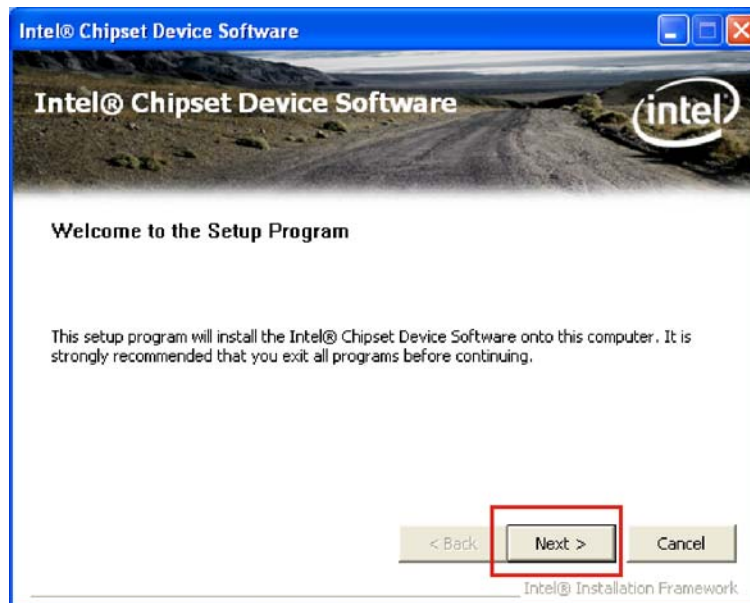 Intel® Chipset Device Software
Intel® Chipset Device Software
intel
Welcome to the Setup Program
This setup program will install the Intel® Chipset Device Software onto this computer. It is
strongly recommended that you exit all programs before continuing.
< Back
Next >
Cancel
Intel® Installation Framework